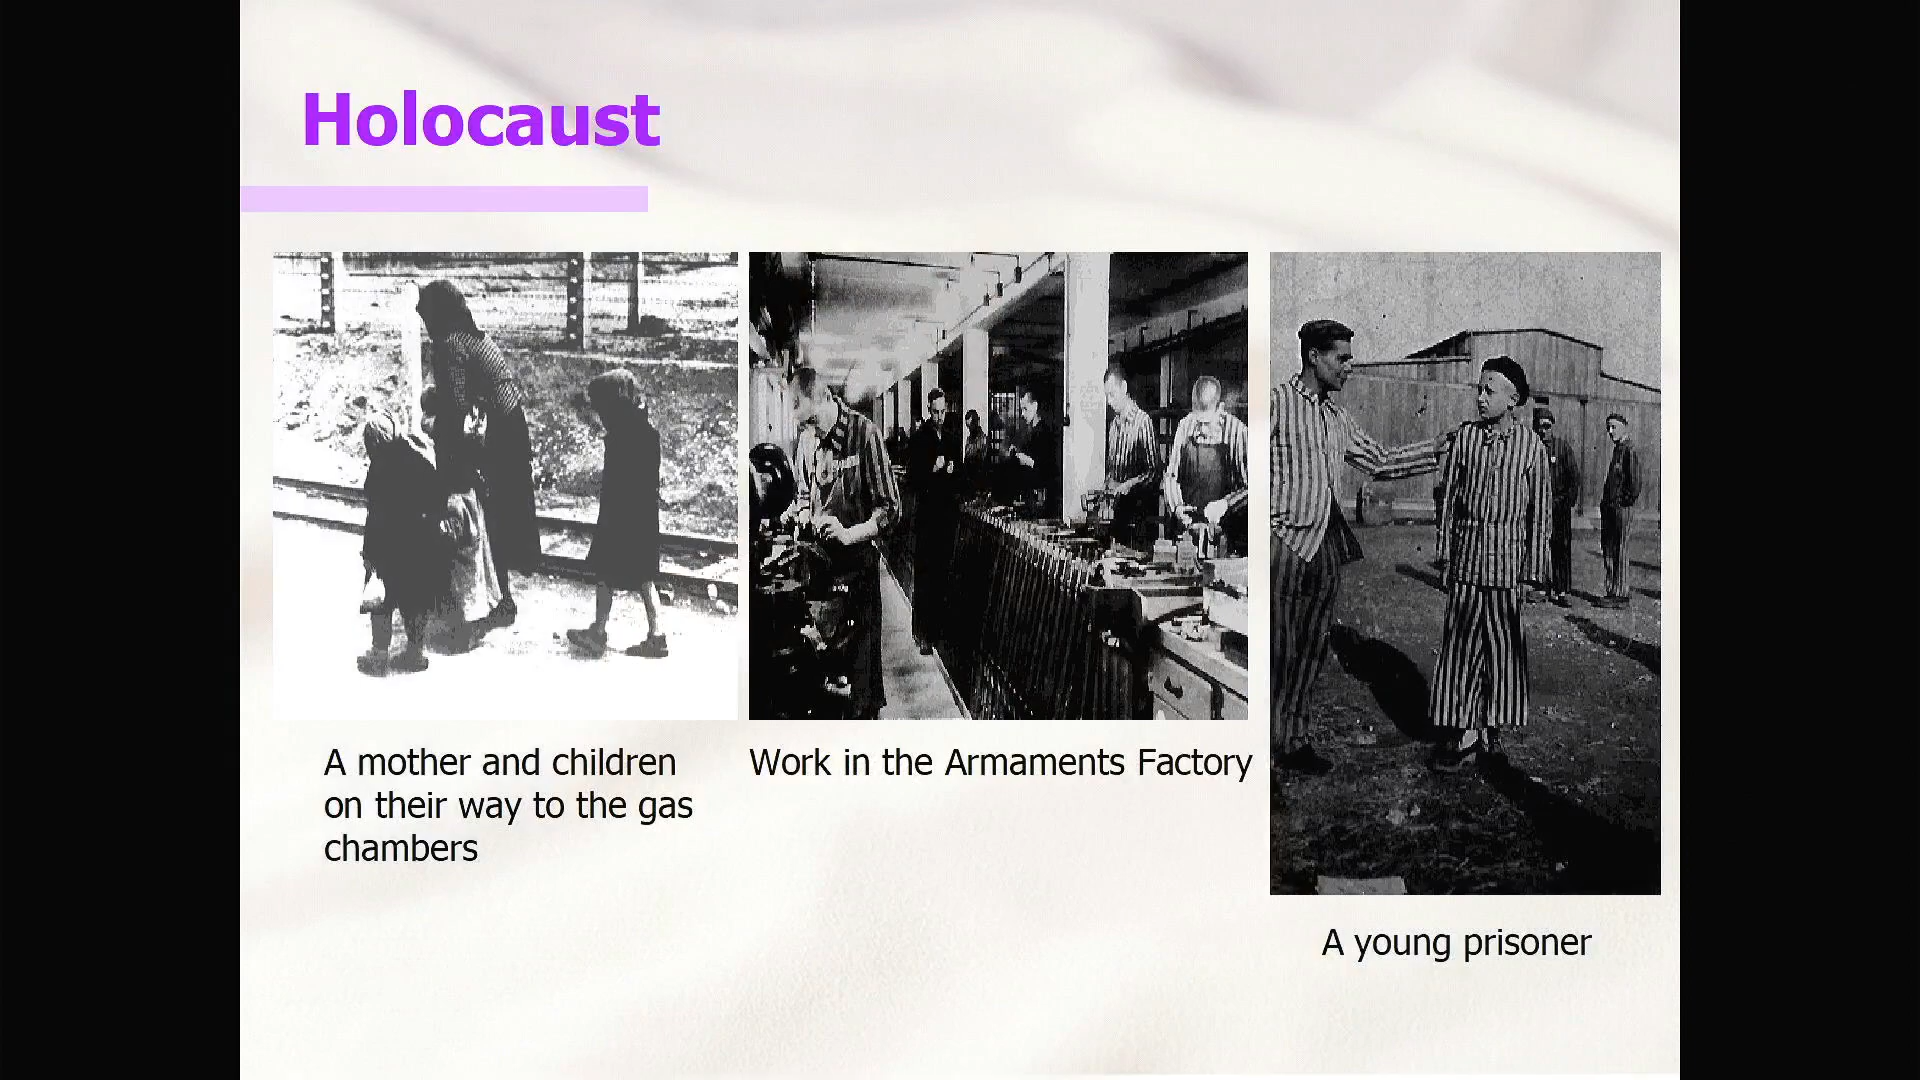 Holocaust
A mother and children
on their way to the gas
chambers
Work in the Armaments Factory
A young prisoner